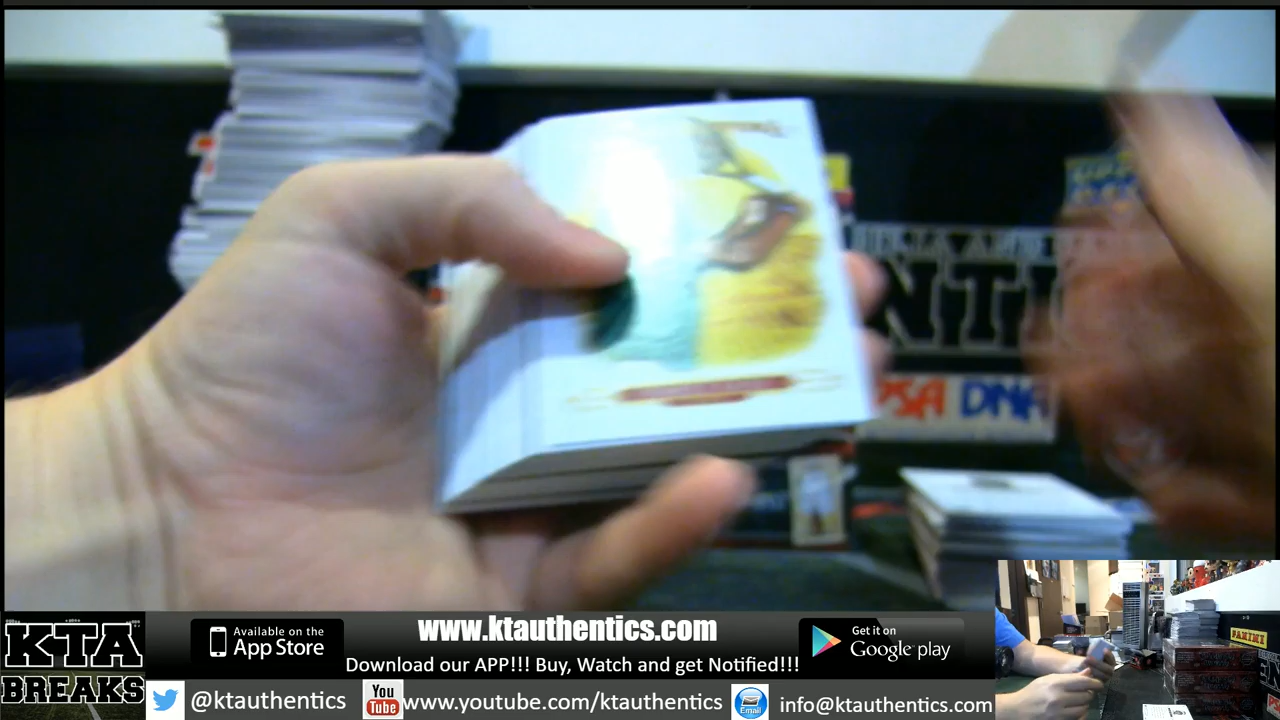 PSA DNA
PANINI
KTA
BREAKS
Available on the
App Store
www.ktauthentics.com
Download our APP!!! Buy, Watch and get Notified!!!
Get it on
Google play
@ktauthentics
You
Tube
www.youtube.com/ktauthentics
Email
info@ktauthentics.com